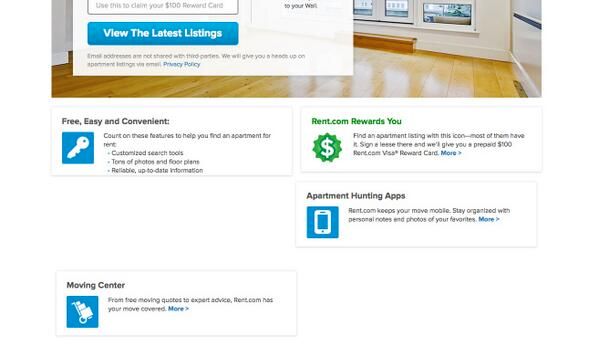 Use this to claim your $100 Reward Card
to your Wall.
View The Latest Listings
Email addresses are not shared with third-parties. We will give you a heads up on
apartment listings via email. Privacy Policy
Free, Easy and Convenient:
Count on these features to help you find an apartment for
rent:
• Customized search tools
• Tons of photos and floor plans
• Reliable, up-to-date information
Rent.com Rewards You
$
Find an apartment listing with this icon—most of them have
it. Sign a lease there and we'll give you a prepaid $100
Rent.com Visa® Reward Card. More >
Apartment Hunting Apps
Rent.com keeps your move mobile. Stay organized with
personal notes and photos of your favorites. More >
Moving Center
From free moving quotes to expert advice, Rent.com has
your move covered. More >